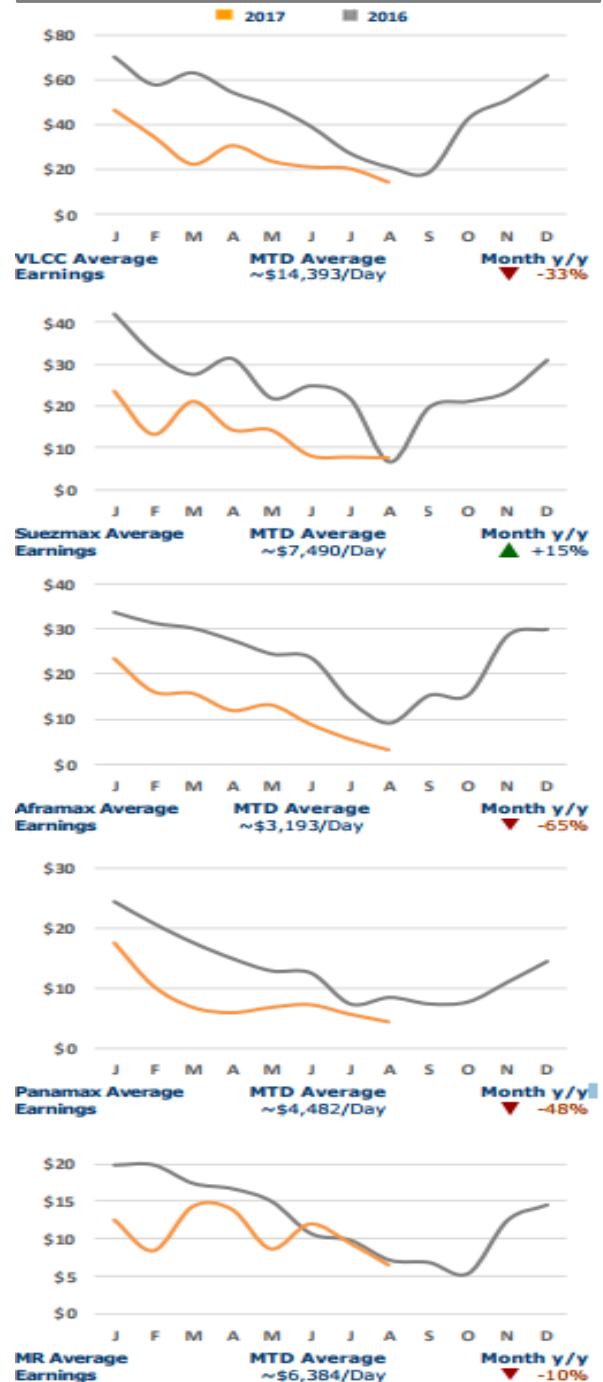 2017 2016
$80
$60
$40
$20
$0
J F M A M J J A S O N D
VLCC Average MTD Average Month y/y
Earnings ~$14,393/Day ▼ -33%
$40
$30
$20
$10
$0
J F M A M J J A S O N D
Suezmax Average MTD Average Month y/y
Earnings ~$7,490/Day ▲ +15%
$40
$30
$20
$10
$0
J F M A M J J A S O N D
Aframax Average MTD Average Month y/y
Earnings ~$3,193/Day ▼ -65%
$30
$20
$10
$0
J F M A M J J A S O N D
Panamax Average MTD Average Month y/y
Earnings ~$4,482/Day ▼ -48%
$20
$15
$10
$5
$0
J F M A M J J A S O N D
MR Average MTD Average Month y/y
Earnings ~$6,384/Day ▼ -10%